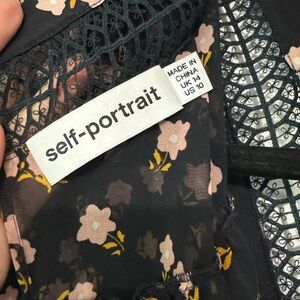 self-portrait
MADE IN
CHINA
UK 14
US 10